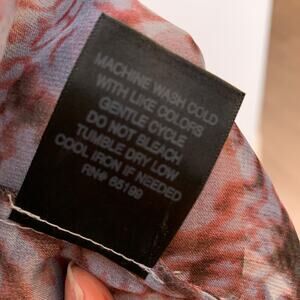 MACHINE WASH COLD
WITH LIKE COLORS
GENTLE CYCLE
DO NOT BLEACH
TUMBLE DRY LOW
COOL IRON IF NEEDED
RN# 65199